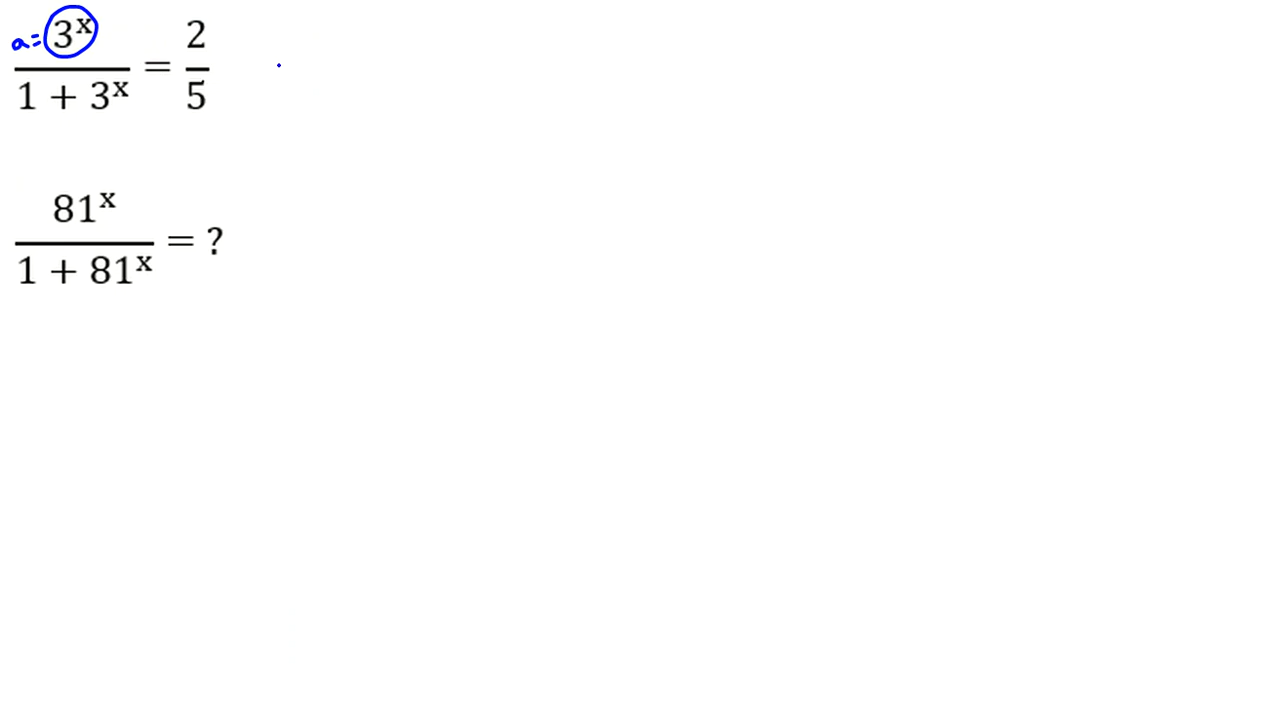 a = 3^x / (1 + 3^x) = 2/5
81^x / (1 + 81^x) = ?